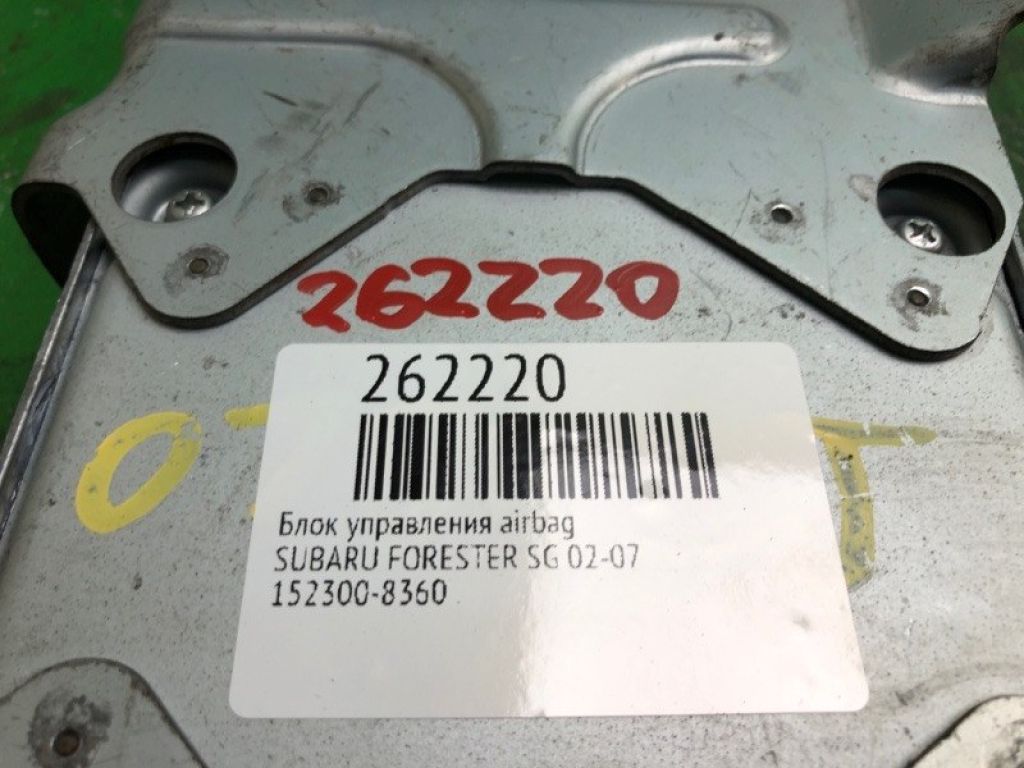 262220
262220
Блок управления airbag
SUBARU FORESTER SG 02-07
152300-8360